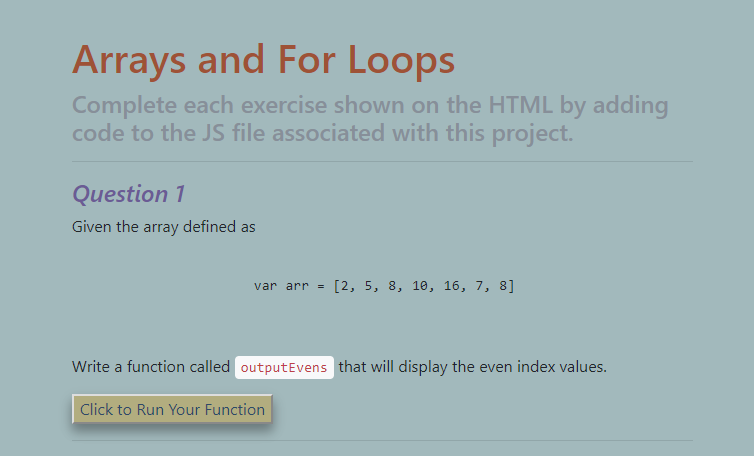 Arrays and For Loops
Complete each exercise shown on the HTML by adding
code to the JS file associated with this project.
Question 1
Given the array defined as
var arr = [2, 5, 8, 10, 16, 7, 8]
Write a function called outputEvens that will display the even index values.
Click to Run Your Function